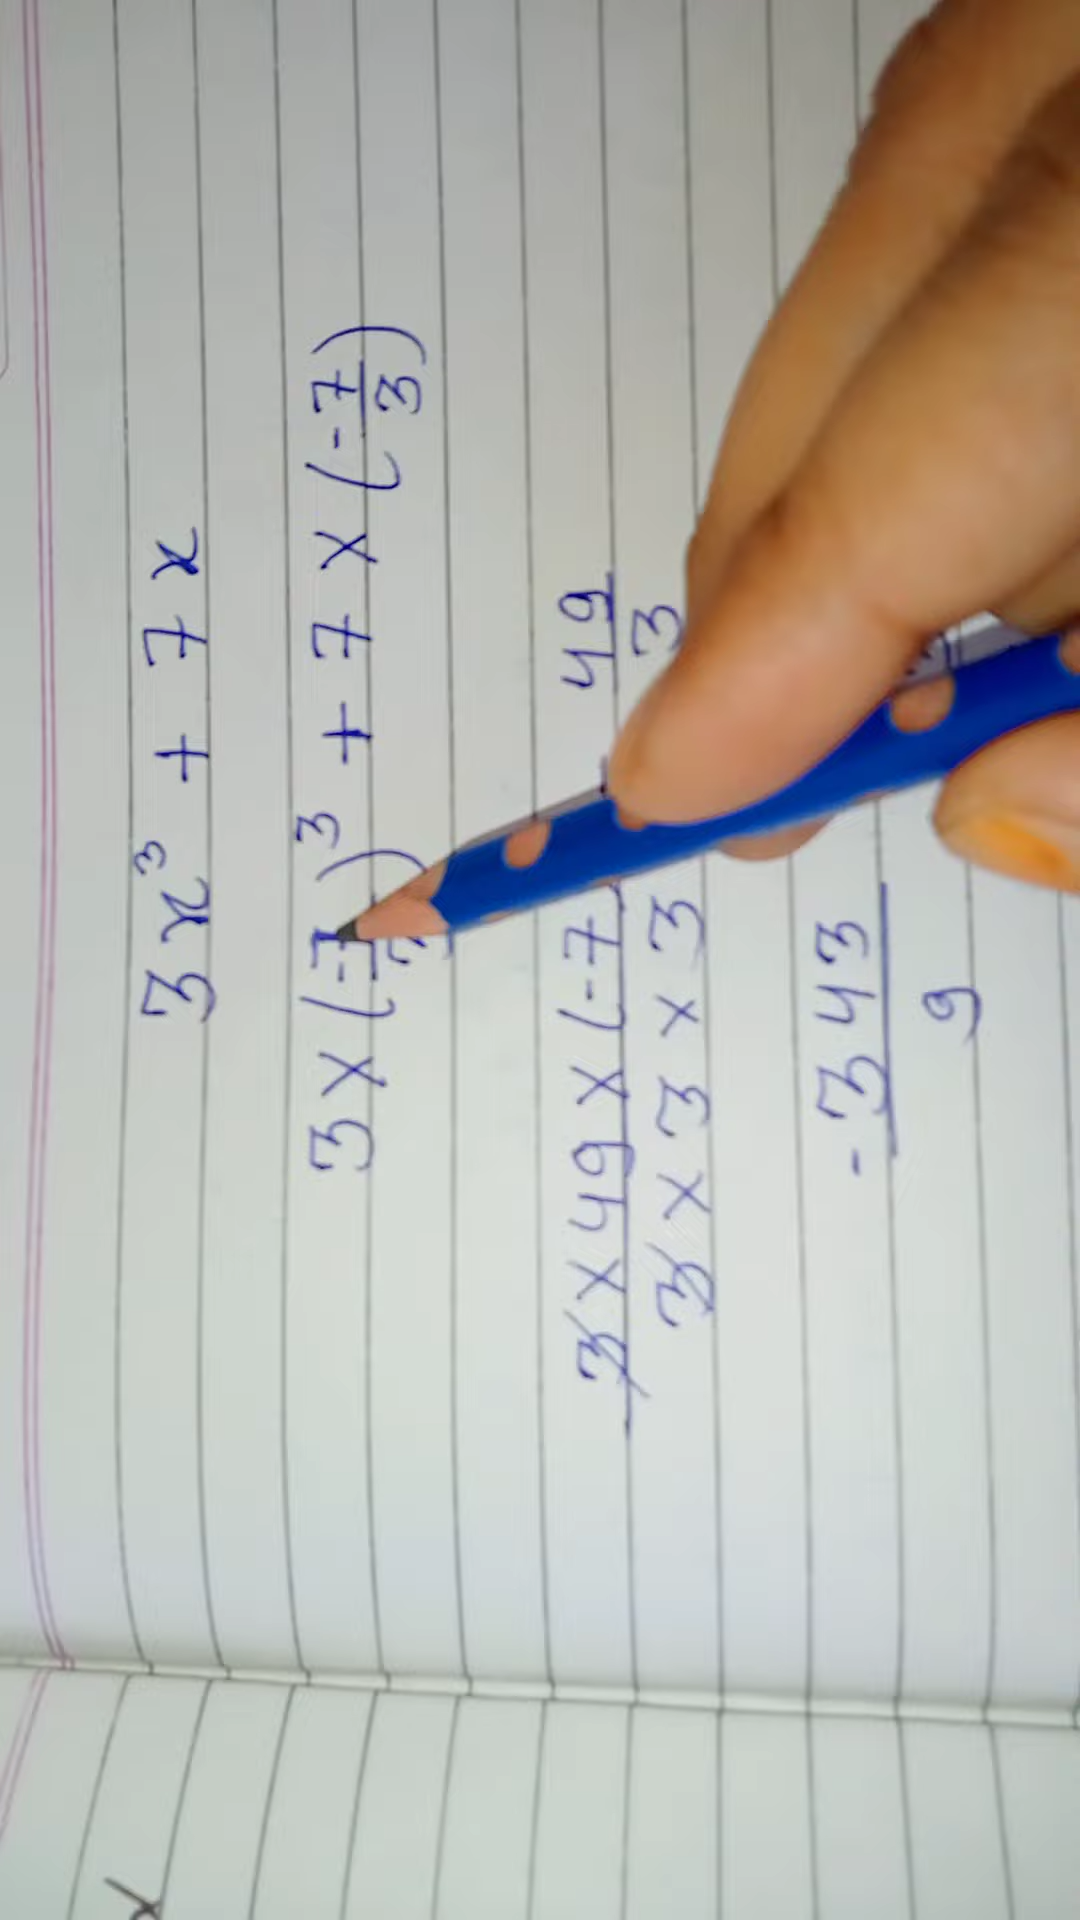 3x³ + 7x
3 × (-7/3)³ + 7 × (-7/3)
3 × 49 × (-7) / 3 × 3 × 3 49 / 3
-343 / 9